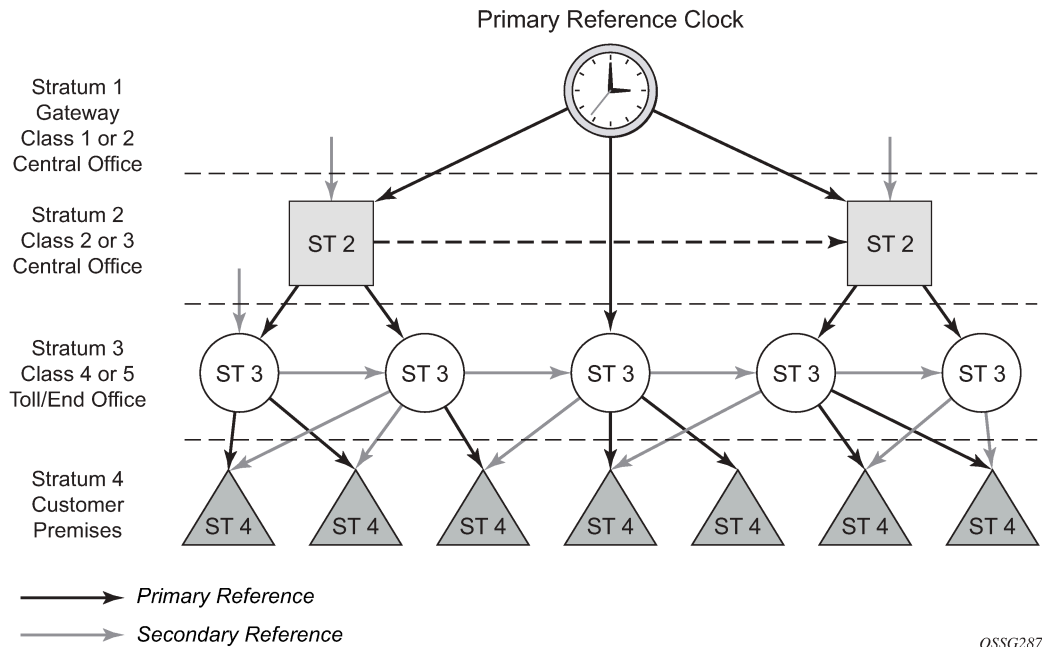 Primary Reference Clock
Stratum 1
Gateway
Class 1 or 2
Central Office
Stratum 2
Class 2 or 3
Central Office
ST 2
ST 2
Stratum 3
Class 4 or 5
Toll/End Office
ST 3
ST 3
ST 3
ST 3
ST 3
Stratum 4
Customer
Premises
ST 4
ST 4
ST 4
ST 4
ST 4
ST 4
ST 4
Primary Reference
Secondary Reference
OSSG287